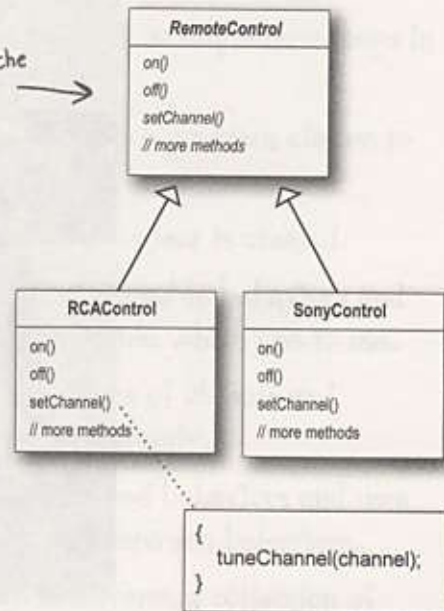 the
RemoteControl
on()
off()
setChannel()
// more methods
RCAControl
on()
off()
setChannel()
// more methods
SonyControl
on()
off()
setChannel()
// more methods
{
tuneChannel(channel);
}